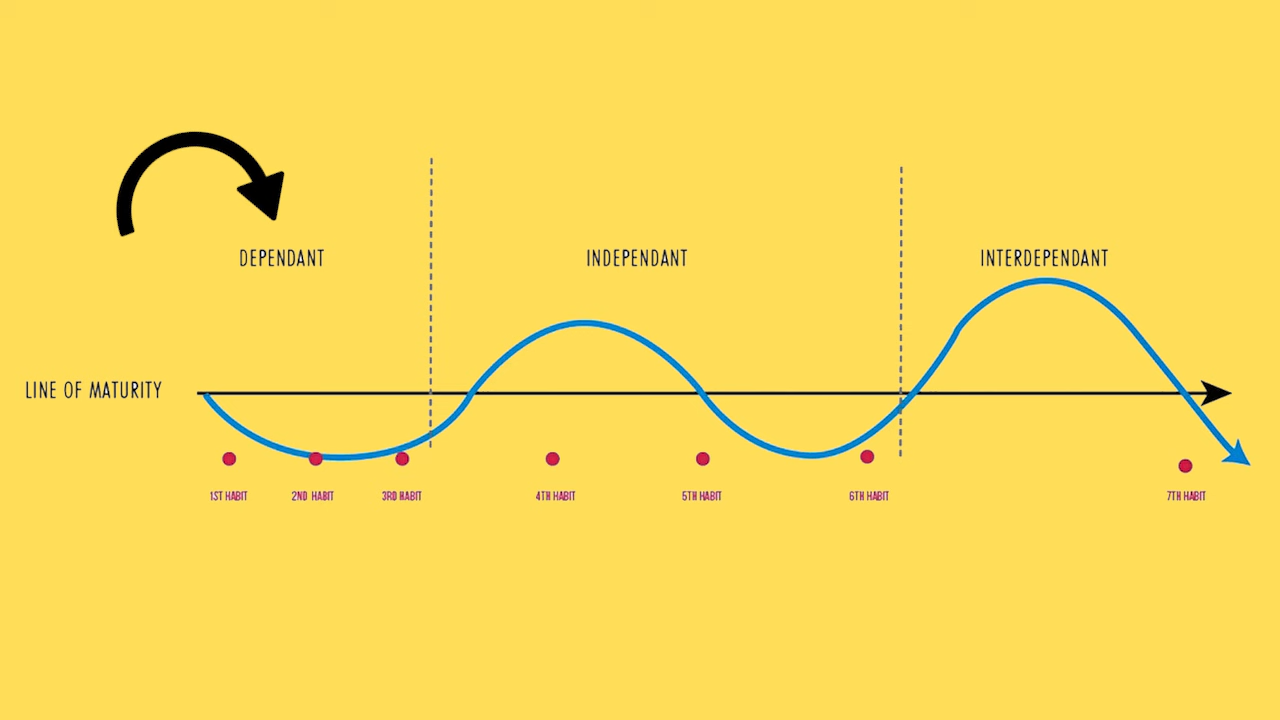 DEPENDANT
INDEPENDANT
INTERDEPENDANT
LINE OF MATURITY
1ST HABIT
2ND HABIT
3RD HABIT
4TH HABIT
5TH HABIT
6TH HABIT
7TH HABIT